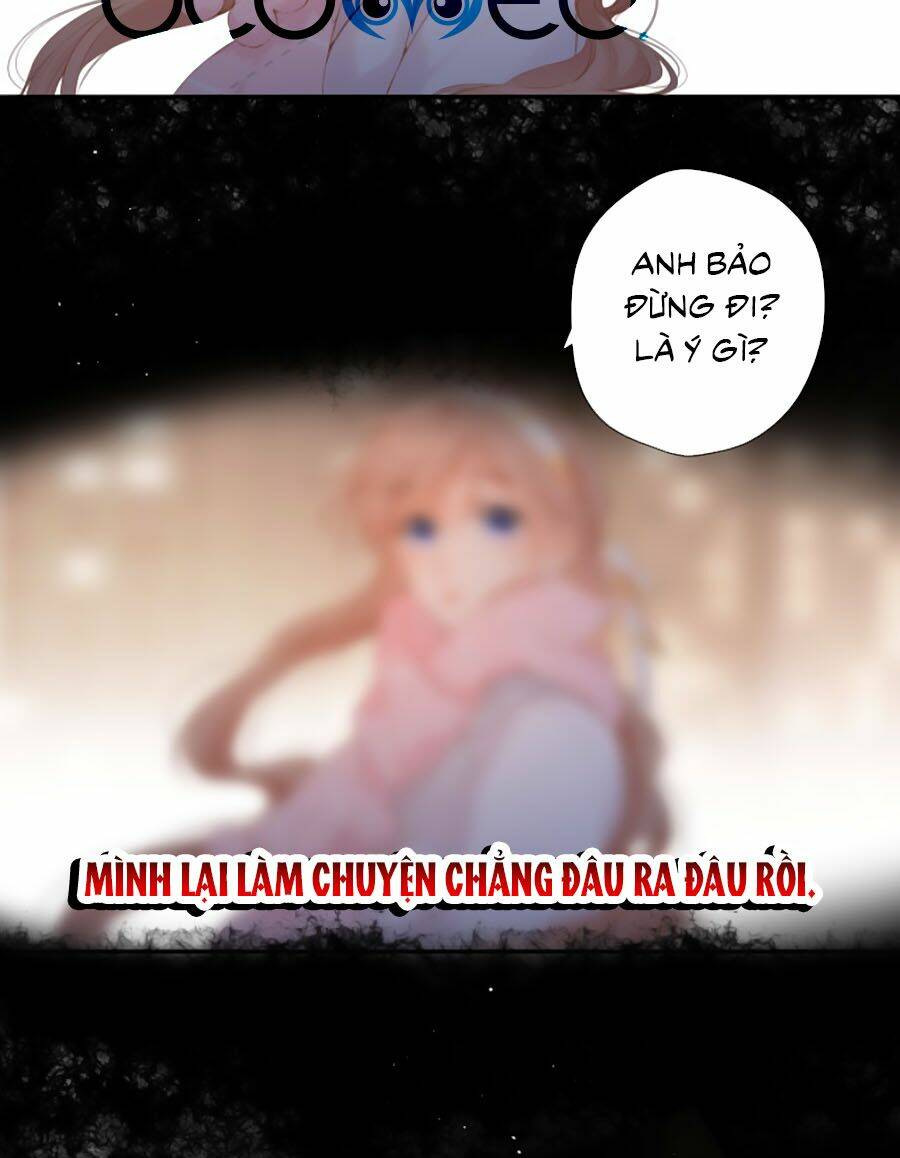 ANH BẢO
ĐỪNG ĐI?
LÀ Ý GÌ?
MÌNH LẠI LÀM CHUYỆN CHẲNG ĐÂU RA ĐÂU RỒI.